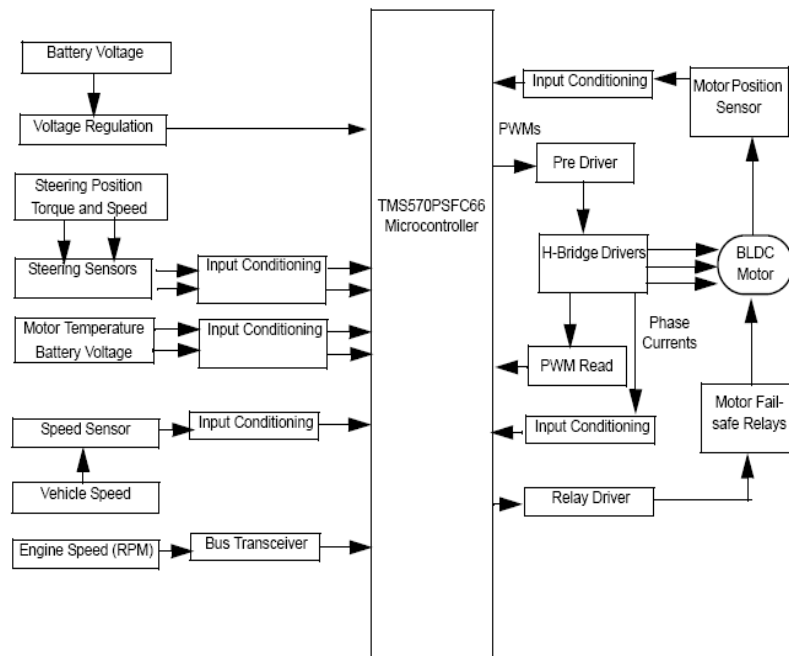 Battery Voltage
Voltage Regulation
Steering Position
Torque and Speed
Steering Sensors
Input Conditioning
Motor Temperature
Battery Voltage
Input Conditioning
Speed Sensor
Input Conditioning
Vehicle Speed
Engine Speed (RPM)
Bus Transceiver
TMS570PSFC66
Microcontroller
Input Conditioning
Motor Position
Sensor
PWMs
Pre Driver
H-Bridge Drivers
BLDC
Motor
Phase
Currents
PWM Read
Input Conditioning
Motor Fail-
safe Relays
Relay Driver